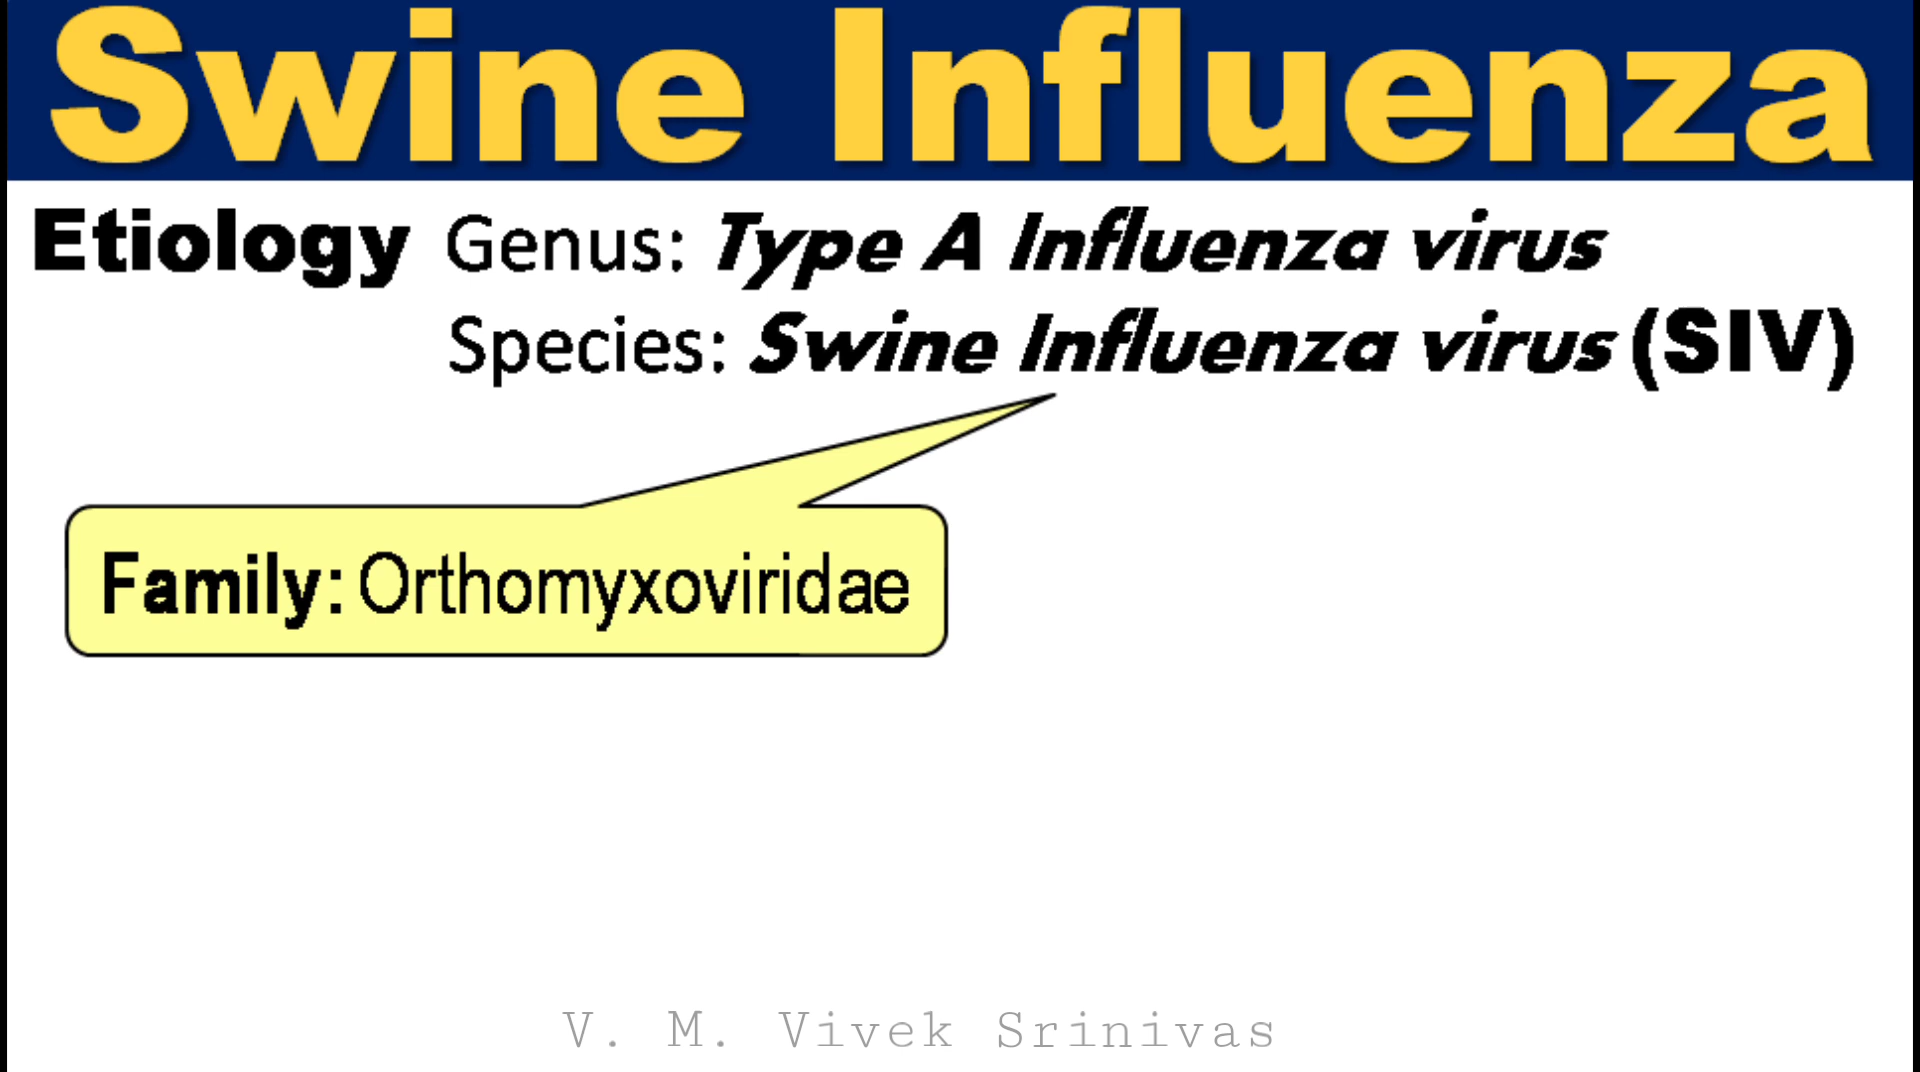 Swine Influenza
Etiology Genus: Type A Influenza virus
Species: Swine Influenza virus (SIV)
Family: Orthomyxoviridae
V. M. Vivek Srinivas